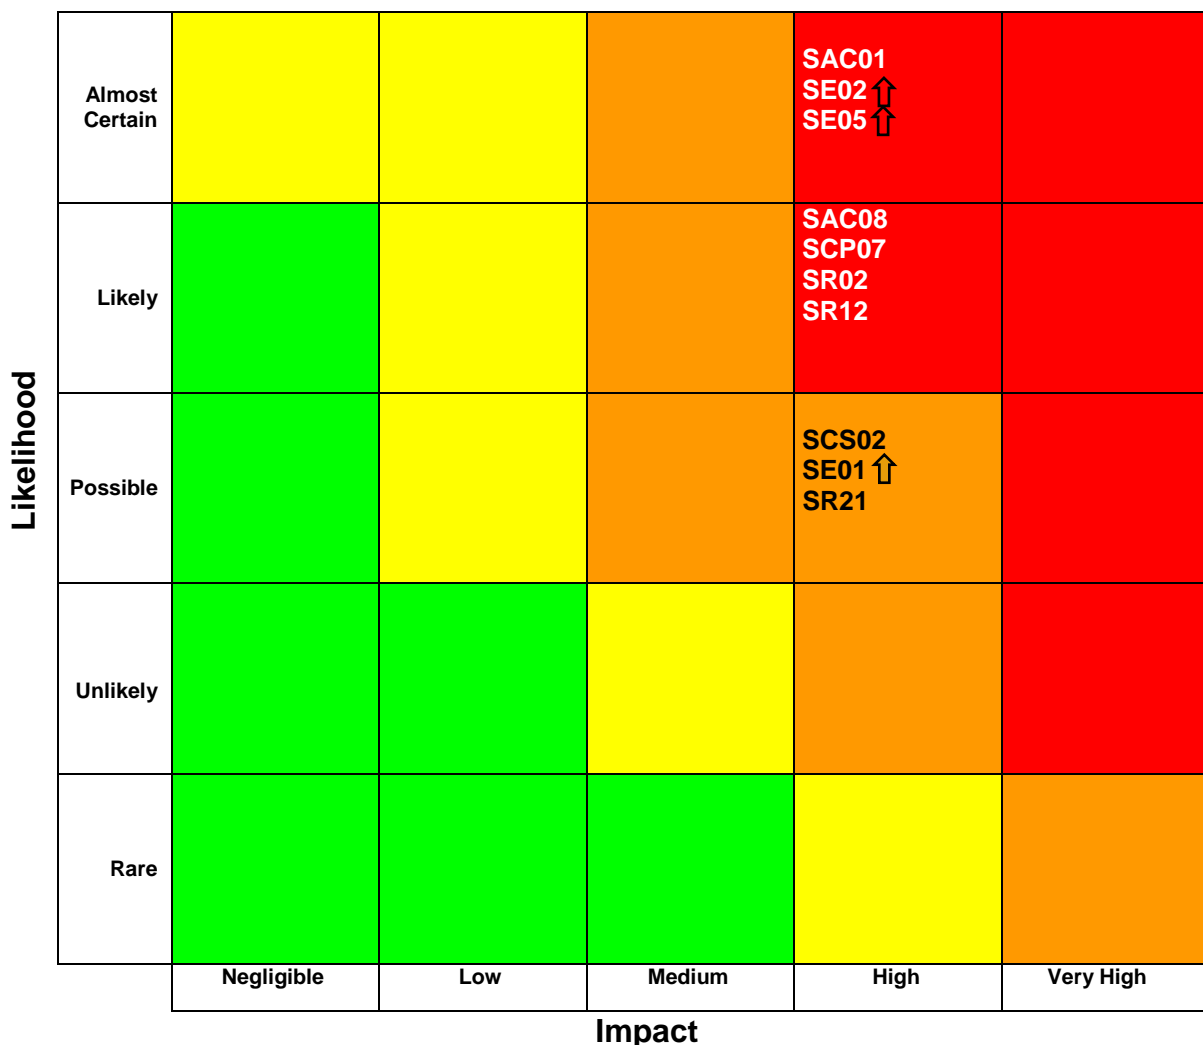 Almost
Certain
SAC01
SE02
SE05
Likely
SAC08
SCP07
SR02
SR12
Possible
SCS02
SE01
SR21
Unlikely
Rare
Likelihood
Negligible Low Medium High Very High
Impact